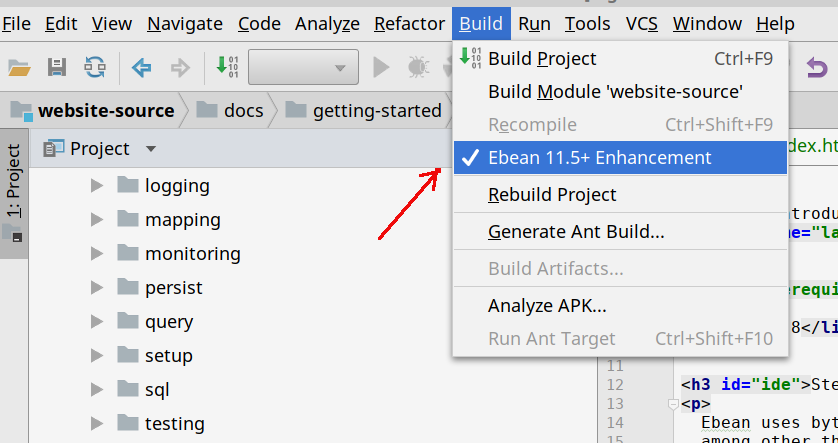 File Edit View Navigate Code Analyze Refactor Build Run Tools VCS Window Help
Build Project Ctrl+F9
Build Module 'website-source'
Recompile Ctrl+Shift+F9
Ebean 11.5+ Enhancement
Rebuild Project
Generate Ant Build...
Build Artifacts...
Analyze APK...
Run Ant Target Ctrl+Shift+F10
website-source docs getting-started
1: Project
Project
logging
mapping
monitoring
persist
query
setup
sql
testing
dex.ht
ntrodu
me="la
erequi
8</li
11
12 <h3 id="ide">Ste
13 <p>
14 Ebean uses byt
15 among other th